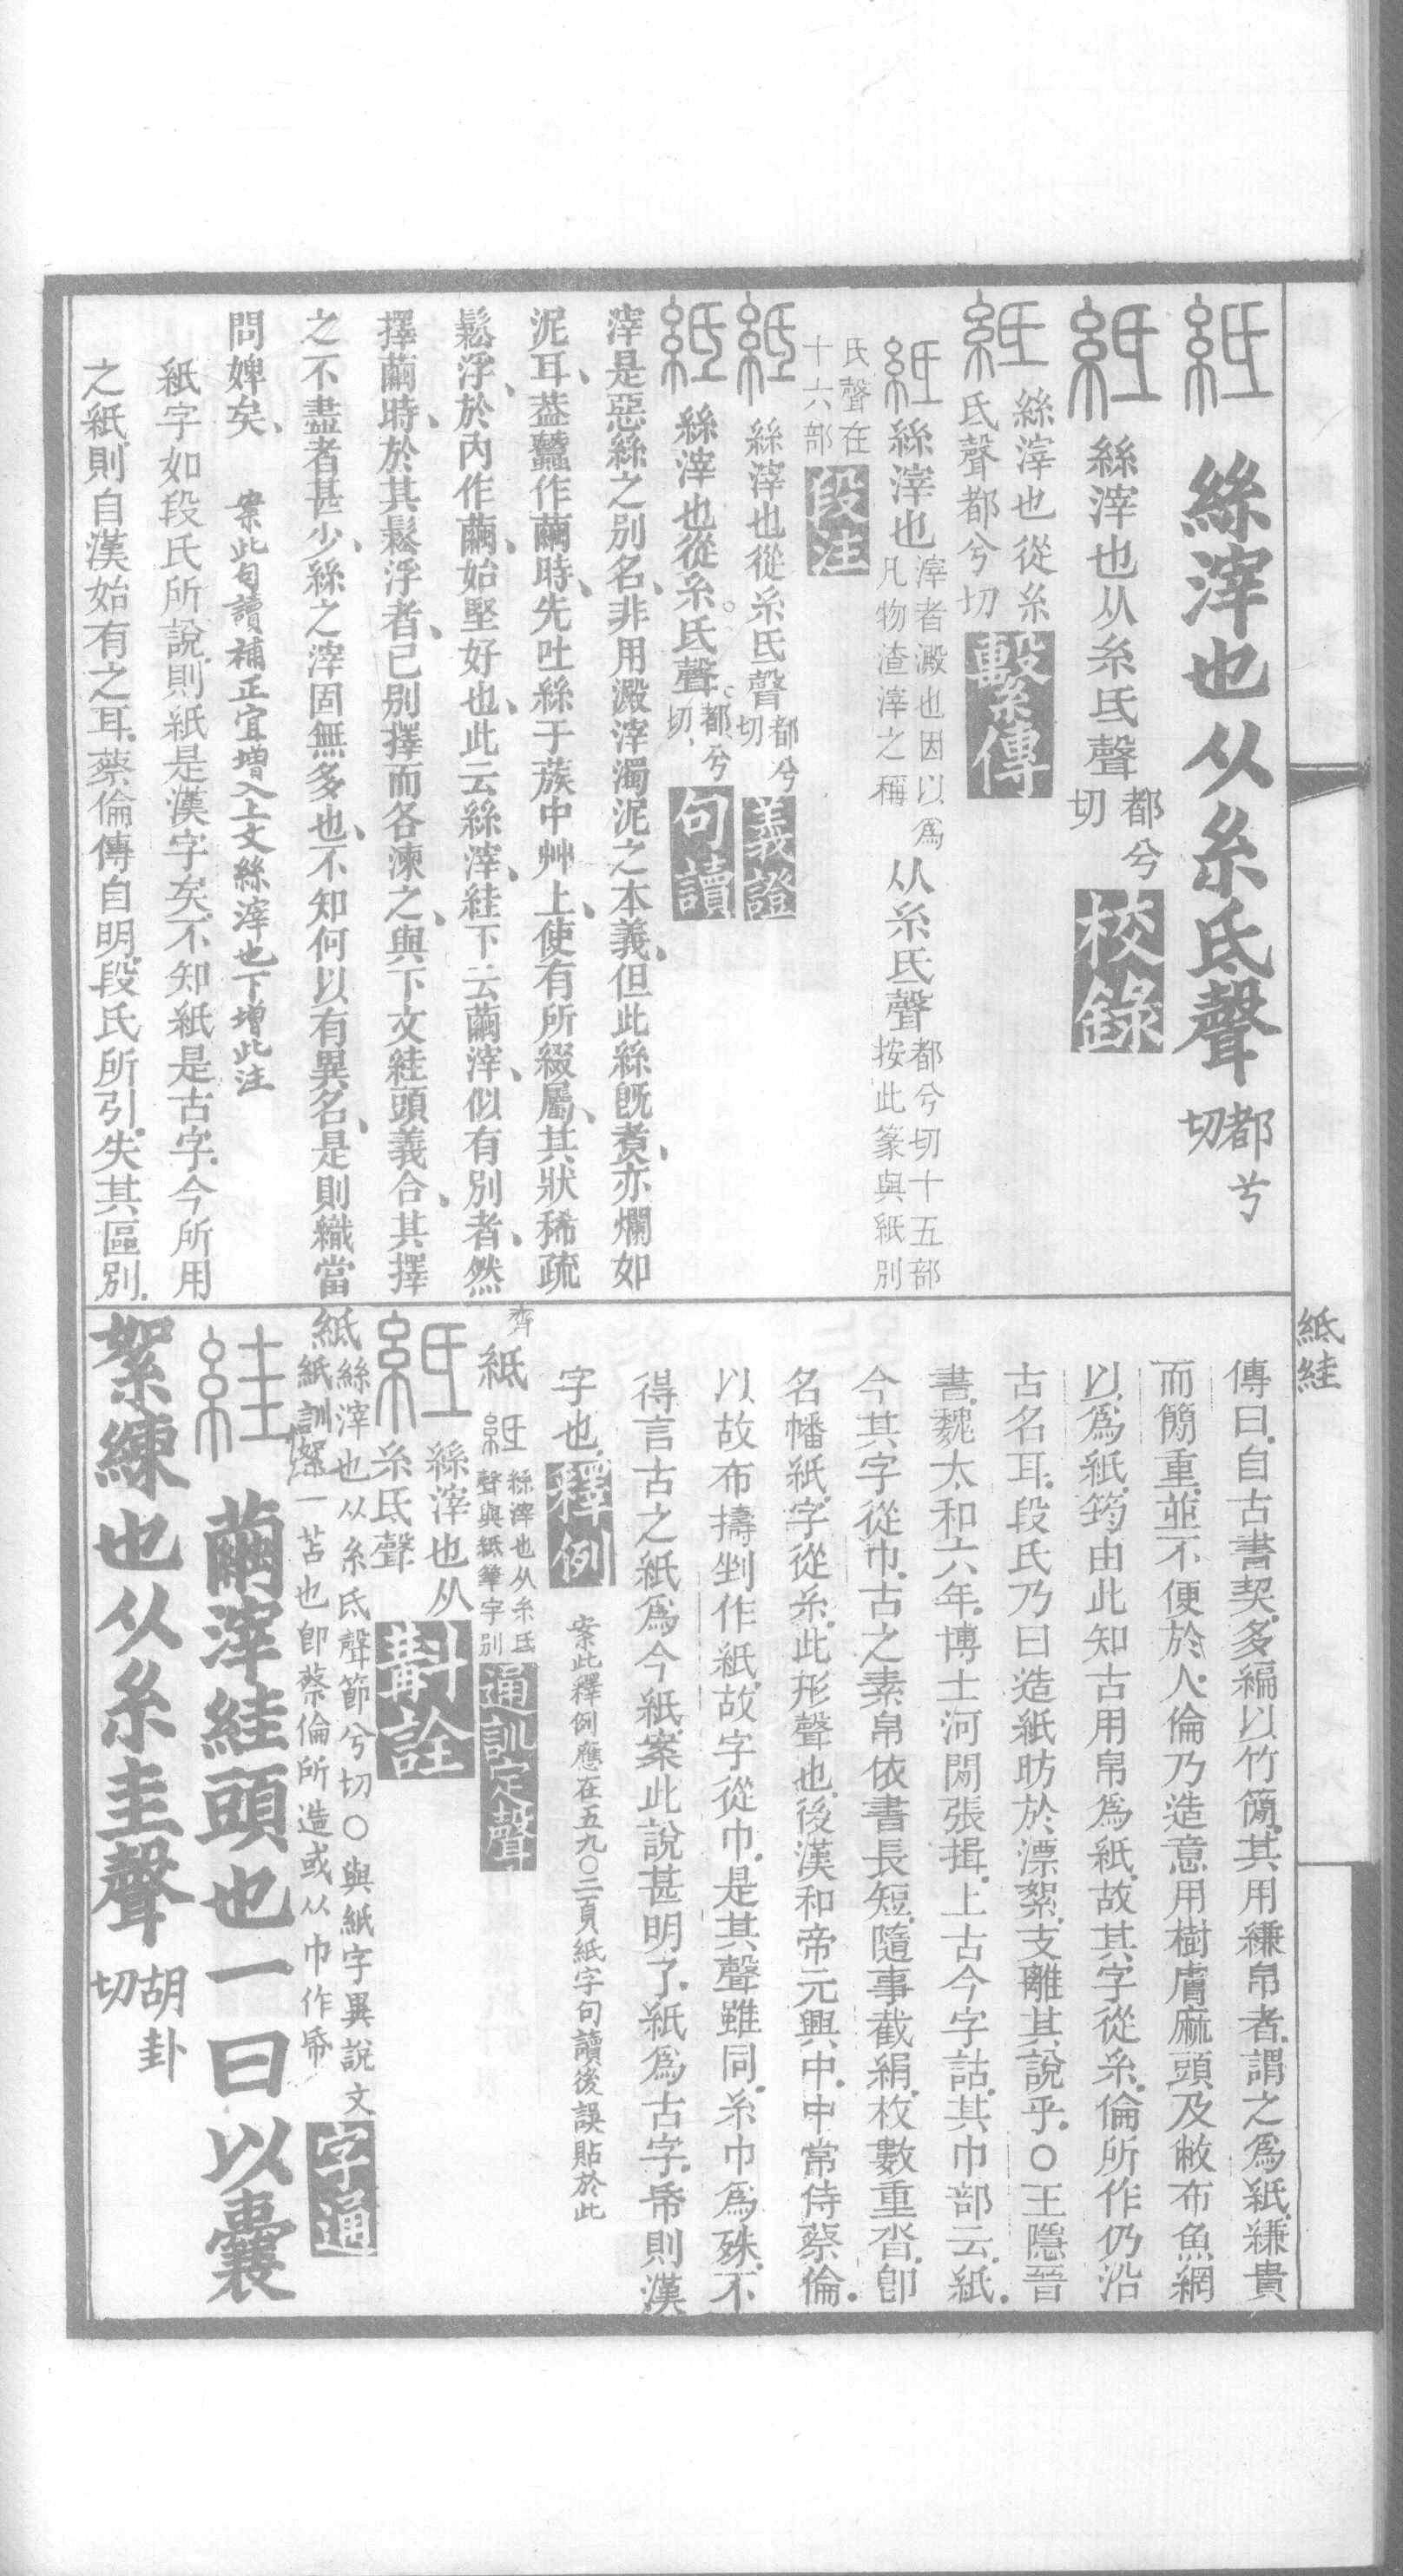 紙 絲滓也从糸氐聲 都兮切
紙 絲滓也从糸氐聲 都兮切 校錄
紙 絲滓也從糸氐聲都兮切 繫傳
紙 絲滓也 滓者澱也因以爲凡物渣滓之稱 从糸氐聲 都兮切十五部按此篆與紙別
氏聲在十六部 段注
紙 絲滓也從糸氐聲 都兮切 義證
紙 絲滓也從糸氐聲 都兮切 句讀
滓是惡絲之別名非用澱滓濁泥之本義但此絲旣煑亦爛如
泥耳葢蠶作繭時先吐絲于蔟中艸上使有所綴屬其狀稀疏
鬆浮於內作繭始堅好也此云絲滓絓下云繭滓似有別者然
擇繭時於其鬆浮者已別擇而各湅之與下文絓頭義合其擇
之不盡者甚少絲之滓固無多也不知何以有異名是則織當
問婢矣 案此句讀補正宜增入上文絲滓也下增此注
紙字如段氏所說則紙是漢字矣不知紙是古字今所用
之紙則自漢始有之耳蔡倫傳自明段氏所引失其區別
紙絓
傳曰自古書契多編以竹簡其用縑帛者謂之爲紙縑貴
而簡重並不便於人倫乃造意用樹膚麻頭及敝布魚網
以爲紙筠由此知古用帛爲紙故其字從糸倫所作仍沿
古名耳段氏乃曰造紙昉於漂絮支離其說乎○王隱晉
書魏太和六年博士河閒張揖上古今字詁其巾部云紙
今其字從巾古之素帛依書長短隨事截絹枚數重沓卽
名幡紙字從糸此形聲也後漢和帝元興中中常侍蔡倫
以故布擣剉作紙故字從巾是其聲雖同糸巾爲殊不
得言古之紙爲今紙案此說甚明了紙爲古字帋則漢
字也 釋例 案此釋例應在五九〇二頁紙字句讀後誤貼於此
齊 紙 紙 絲滓也从糸氐聲與紙筆字別 通訓定聲
紙 絲滓也从糸氐聲 斠詮
紙 絲滓也从糸氐聲節兮切○與紙字異說文紙訓絮一苫也卽蔡倫所造或从巾作帋 字通
絓 繭滓絓頭也一曰以囊
絮練也从糸圭聲 胡卦切